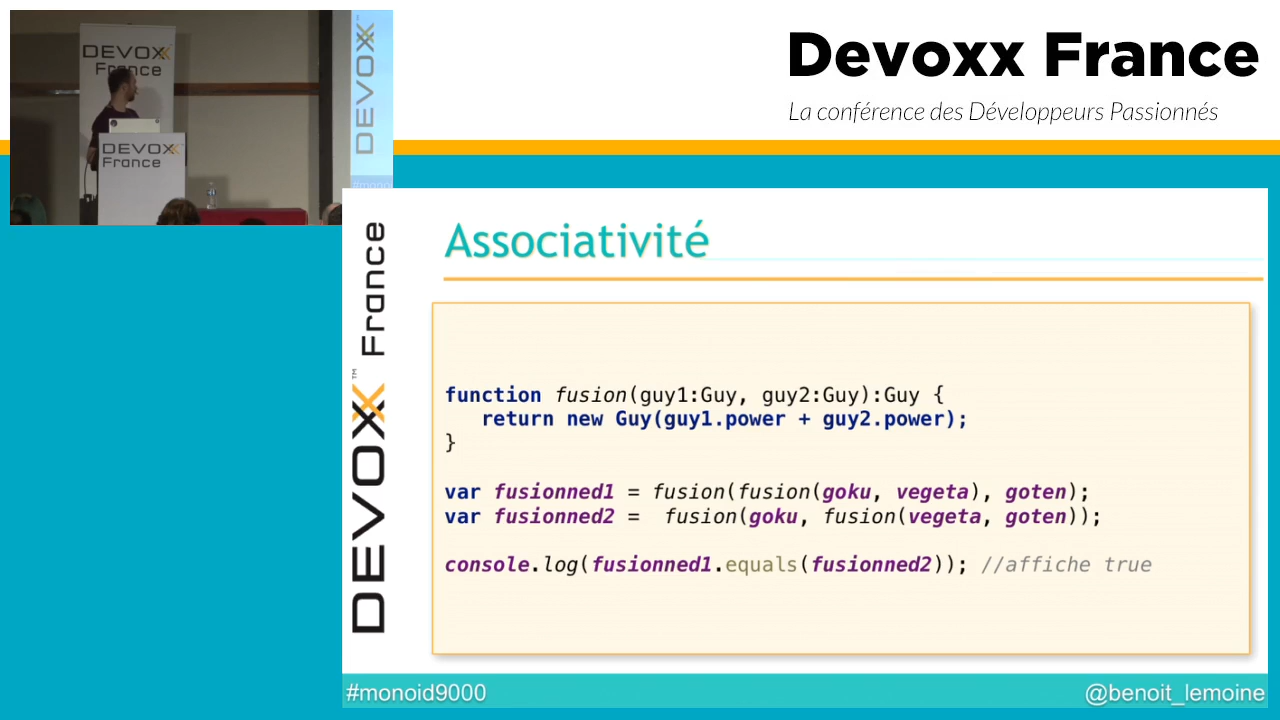 DEVOXX
France
DEVOXX
France
DEVOXX
#monoi
Devoxx France
La conférence des Développeurs Passionnés
DEVOXX™ France
Associativité
function fusion(guy1:Guy, guy2:Guy):Guy {
return new Guy(guy1.power + guy2.power);
}
var fusionned1 = fusion(fusion(goku, vegeta), goten);
var fusionned2 =  fusion(goku, fusion(vegeta, goten));
console.log(fusionned1.equals(fusionned2)); //affiche true
#monoid9000
@benoit_lemoine